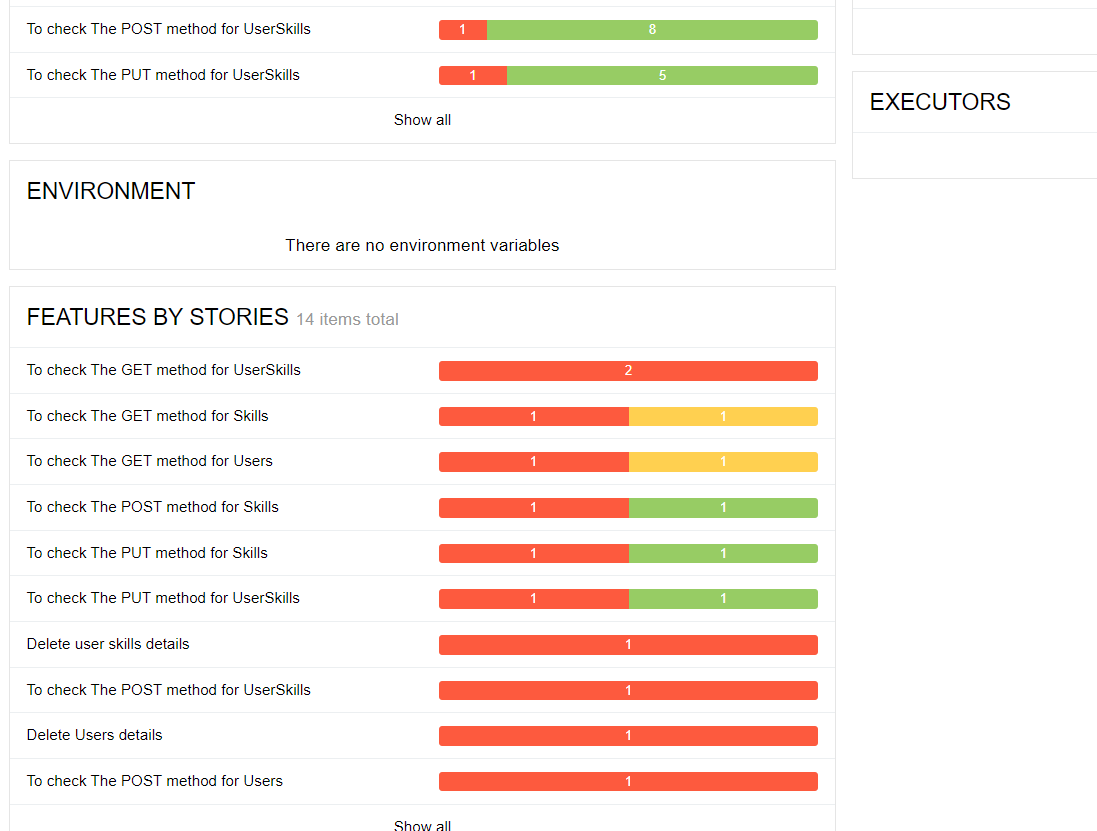 To check The POST method for UserSkills 1 8
To check The PUT method for UserSkills 1 5
Show all
ENVIRONMENT
There are no environment variables
FEATURES BY STORIES 14 items total
To check The GET method for UserSkills 2
To check The GET method for Skills 1 1
To check The GET method for Users 1 1
To check The POST method for Skills 1 1
To check The PUT method for Skills 1 1
To check The PUT method for UserSkills 1 1
Delete user skills details 1
To check The POST method for UserSkills 1
Delete Users details 1
To check The POST method for Users 1
Show all
EXECUTORS